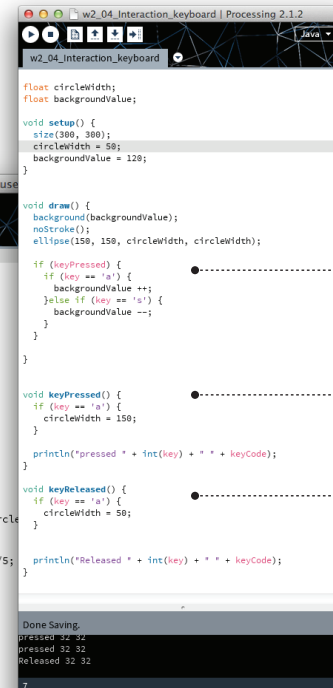 w2_04_Interaction_keyboard | Processing 2.1.2
Java
w2_04_Interaction_keyboard
float circleWidth;
float backgroundValue;
void setup() {
size(300, 300);
circleWidth = 50;
backgroundValue = 120;
}
use
void draw() {
background(backgroundValue);
noStroke();
ellipse(150, 150, circleWidth, circleWidth);
if (keyPressed) {
if (key == 'a') {
backgroundValue ++;
}else if (key == 's') {
backgroundValue --;
}
}
}
void keyPressed() {
if (key == 'a') {
circleWidth = 150;
}
println("pressed " + int(key) + " " + keyCode);
}
void keyReleased() {
if (key == 'a') {
circleWidth = 50;
}
rcle
println("Released " + int(key) + " " + keyCode);
/5;
}
Done Saving.
pressed 32 32
pressed 32 32
Released 32 32
7